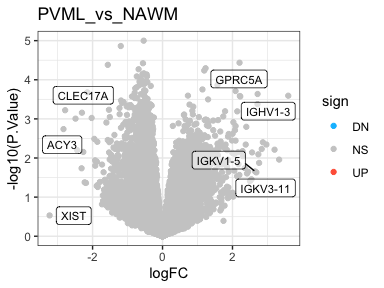 PVML_vs_NAWM
-log10(P.Value)
5
4
3
2
1
0
CLEC17A
GPRC5A
IGHV1-3
ACY3
IGKV1-5
IGKV3-11
XIST
-2
0
2
logFC
sign
DN
NS
UP